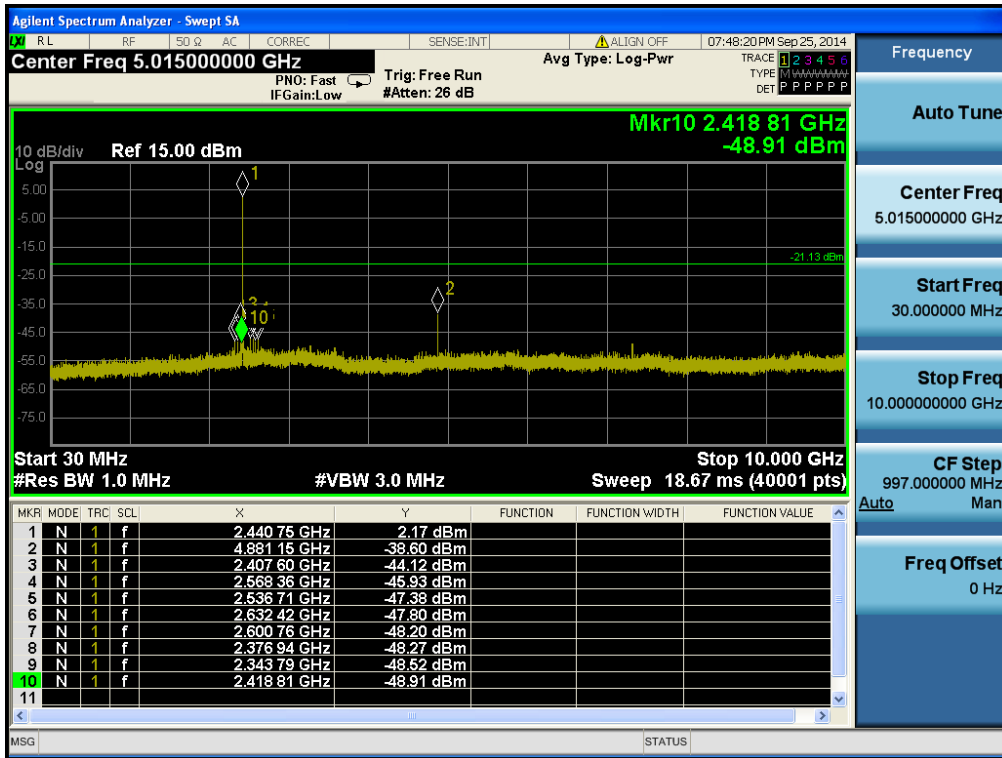 Agilent Spectrum Analyzer - Swept SA
LXI RL RF 50 Ω AC CORREC SENSE:INT ALIGN OFF 07:48:20 PM Sep 25, 2014
Center Freq 5.015000000 GHz
PNO: Fast
IFGain:Low
Trig: Free Run
#Atten: 26 dB
Avg Type: Log-Pwr
TRACE 1 2 3 4 5 6
TYPE M
DET P P P P P P
Mkr10 2.418 81 GHz
-48.91 dBm
10 dB/div Ref 15.00 dBm
Log
5.00
-5.00
-15.0
-25.0
-35.0
-45.0
-55.0
-65.0
-75.0
1
2
3
10
-21.13 dBm
Start 30 MHz
Stop 10.000 GHz
#Res BW 1.0 MHz
#VBW 3.0 MHz
Sweep 18.67 ms (40001 pts)
MKR MODE TRC SCL X Y FUNCTION FUNCTION WIDTH FUNCTION VALUE
1 N 1 f 2.440 75 GHz 2.17 dBm
2 N 1 f 4.881 15 GHz -38.60 dBm
3 N 1 f 2.407 60 GHz -44.12 dBm
4 N 1 f 2.568 36 GHz -45.93 dBm
5 N 1 f 2.536 71 GHz -47.38 dBm
6 N 1 f 2.632 42 GHz -47.80 dBm
7 N 1 f 2.600 76 GHz -48.20 dBm
8 N 1 f 2.376 94 GHz -48.27 dBm
9 N 1 f 2.343 79 GHz -48.52 dBm
10 N 1 f 2.418 81 GHz -48.91 dBm
11
MSG
STATUS
Frequency
Auto Tune
Center Freq
5.015000000 GHz
Start Freq
30.000000 MHz
Stop Freq
10.000000000 GHz
CF Step
997.000000 MHz
Auto Man
Freq Offset
0 Hz